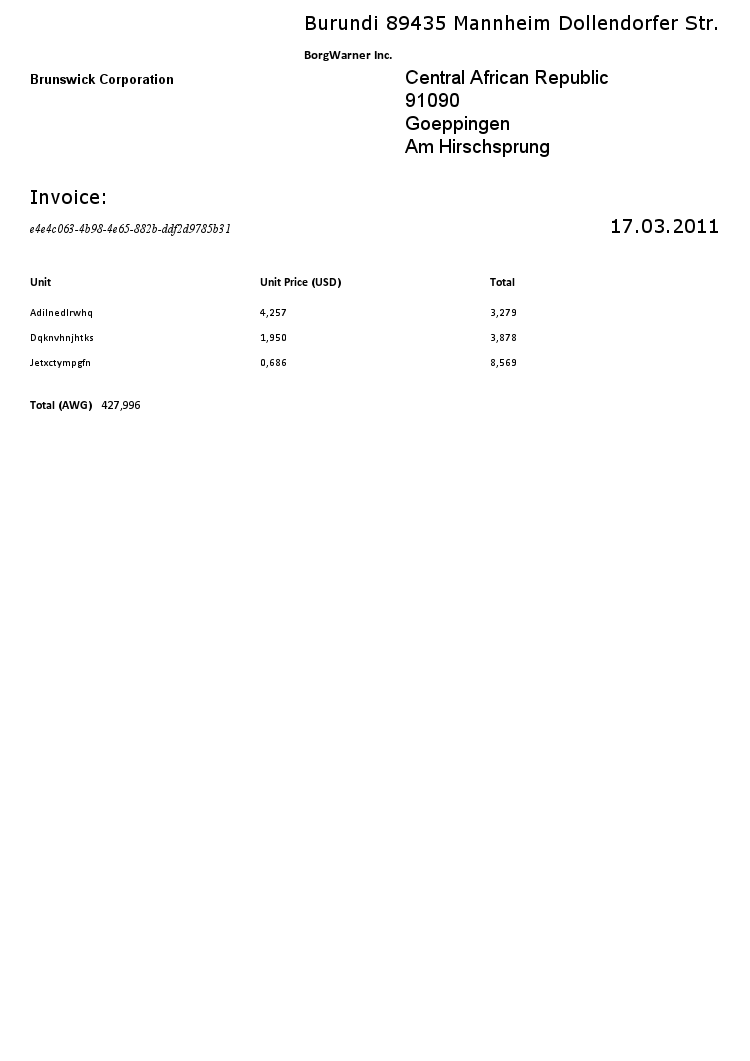 Burundi 89435 Mannheim Dollendorfer Str.
BorgWarner Inc.
Brunswick Corporation
Central African Republic
91090
Goeppingen
Am Hirschsprung
Invoice:
e4e4c063-4b98-4e65-882b-ddf2d9785b31
17.03.2011
Unit Unit Price (USD) Total
Adilnedlrwhq 4,257 3,279
Dqknvhnjhtks 1,950 3,878
Jetxctympgfn 0,686 8,569
Total (AWG) 427,996